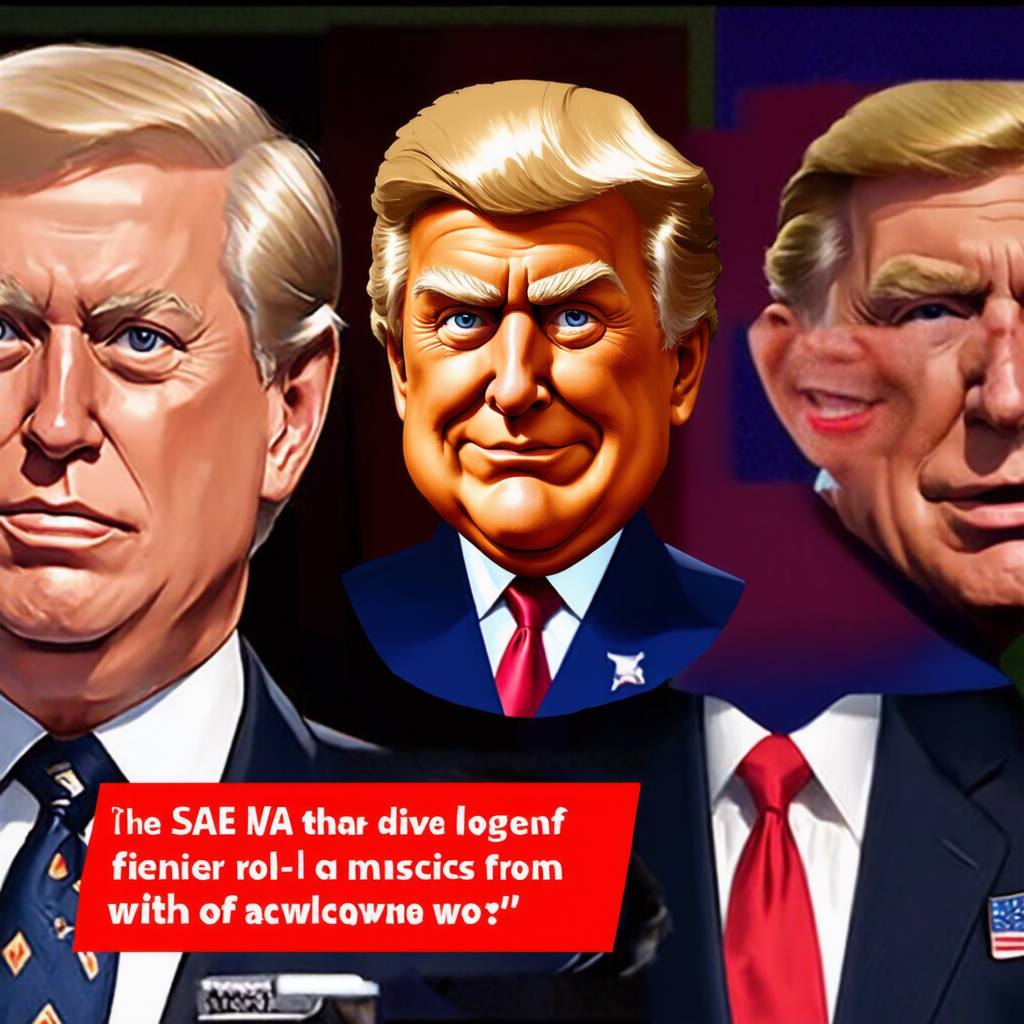 The SAE NA thar dive logenf
fienier rol-l a miscics from
with of acwlcowne wo:"